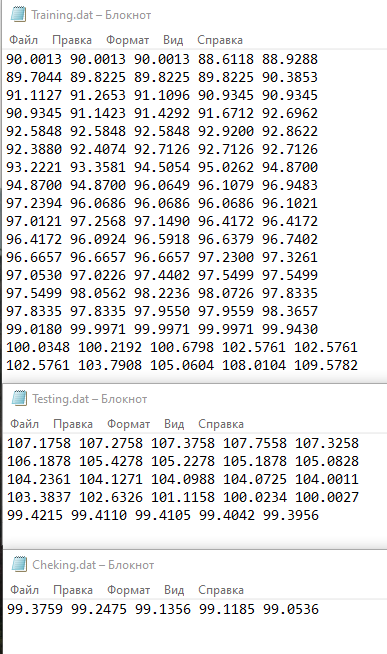 Training.dat – Блокнот
Файл Правка Формат Вид Справка
90.0013 90.0013 90.0013 88.6118 88.9288
89.7044 89.8225 89.8225 89.8225 90.3853
91.1127 91.2653 91.1096 90.9345 90.9345
90.9345 91.1423 91.4292 91.6712 92.6962
92.5848 92.5848 92.5848 92.9200 92.8622
92.3880 92.4074 92.7126 92.7126 92.7126
93.2221 93.3581 94.5054 95.0262 94.8700
94.8700 94.8700 96.0649 96.1079 96.9483
97.2394 96.0686 96.0686 96.0686 96.1021
97.0121 97.2568 97.1490 96.4172 96.4172
96.4172 96.0924 96.5918 96.6379 96.7402
96.6657 96.6657 96.6657 97.2300 97.3261
97.0530 97.0226 97.4402 97.5499 97.5499
97.5499 98.0562 98.2236 98.0726 97.8335
97.8335 97.8335 97.9550 97.9559 98.3657
99.0180 99.9971 99.9971 99.9971 99.9430
100.0348 100.2192 100.6798 102.5761 102.5761
102.5761 103.7908 105.0604 108.0104 109.5782
Testing.dat – Блокнот
Файл Правка Формат Вид Справка
107.1758 107.2758 107.3758 107.7558 107.3258
106.1878 105.4278 105.2278 105.1878 105.0828
104.2361 104.1271 104.0988 104.0725 104.0011
103.3837 102.6326 101.1158 100.0234 100.0027
99.4215 99.4110 99.4105 99.4042 99.3956
Cheking.dat – Блокнот
Файл Правка Формат Вид Справка
99.3759 99.2475 99.1356 99.1185 99.0536